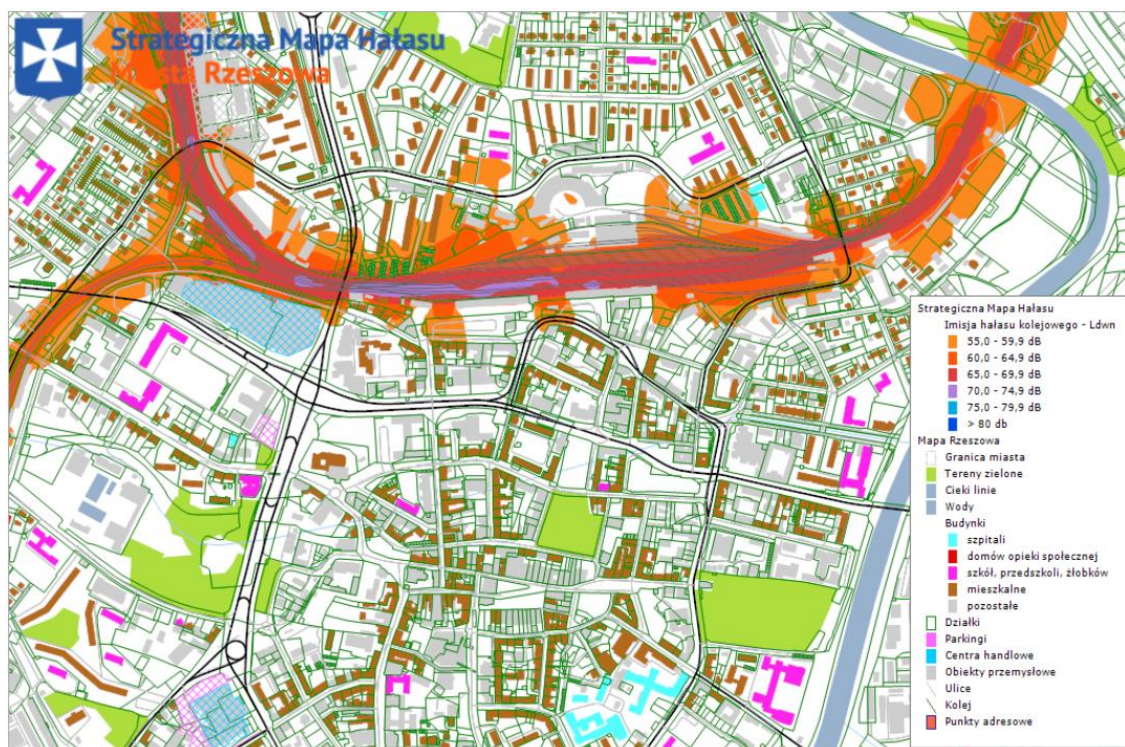 Strategiczna Mapa Hałasu
Miasta Rzeszowa
Strategiczna Mapa Hałasu
Imisja hałasu kolejowego - Ldwn
55,0 - 59,9 dB
60,0 - 64,9 dB
65,0 - 69,9 dB
70,0 - 74,9 dB
75,0 - 79,9 dB
> 80 db
Mapa Rzeszowa
Granica miasta
Tereny zielone
Cieki linie
Wody
Budynki
szpitali
domów opieki społecznej
szkół, przedszkoli, żłobków
mieszkalne
pozostałe
Działki
Parkingi
Centra handlowe
Obiekty przemysłowe
Ulice
Kolej
Punkty adresowe